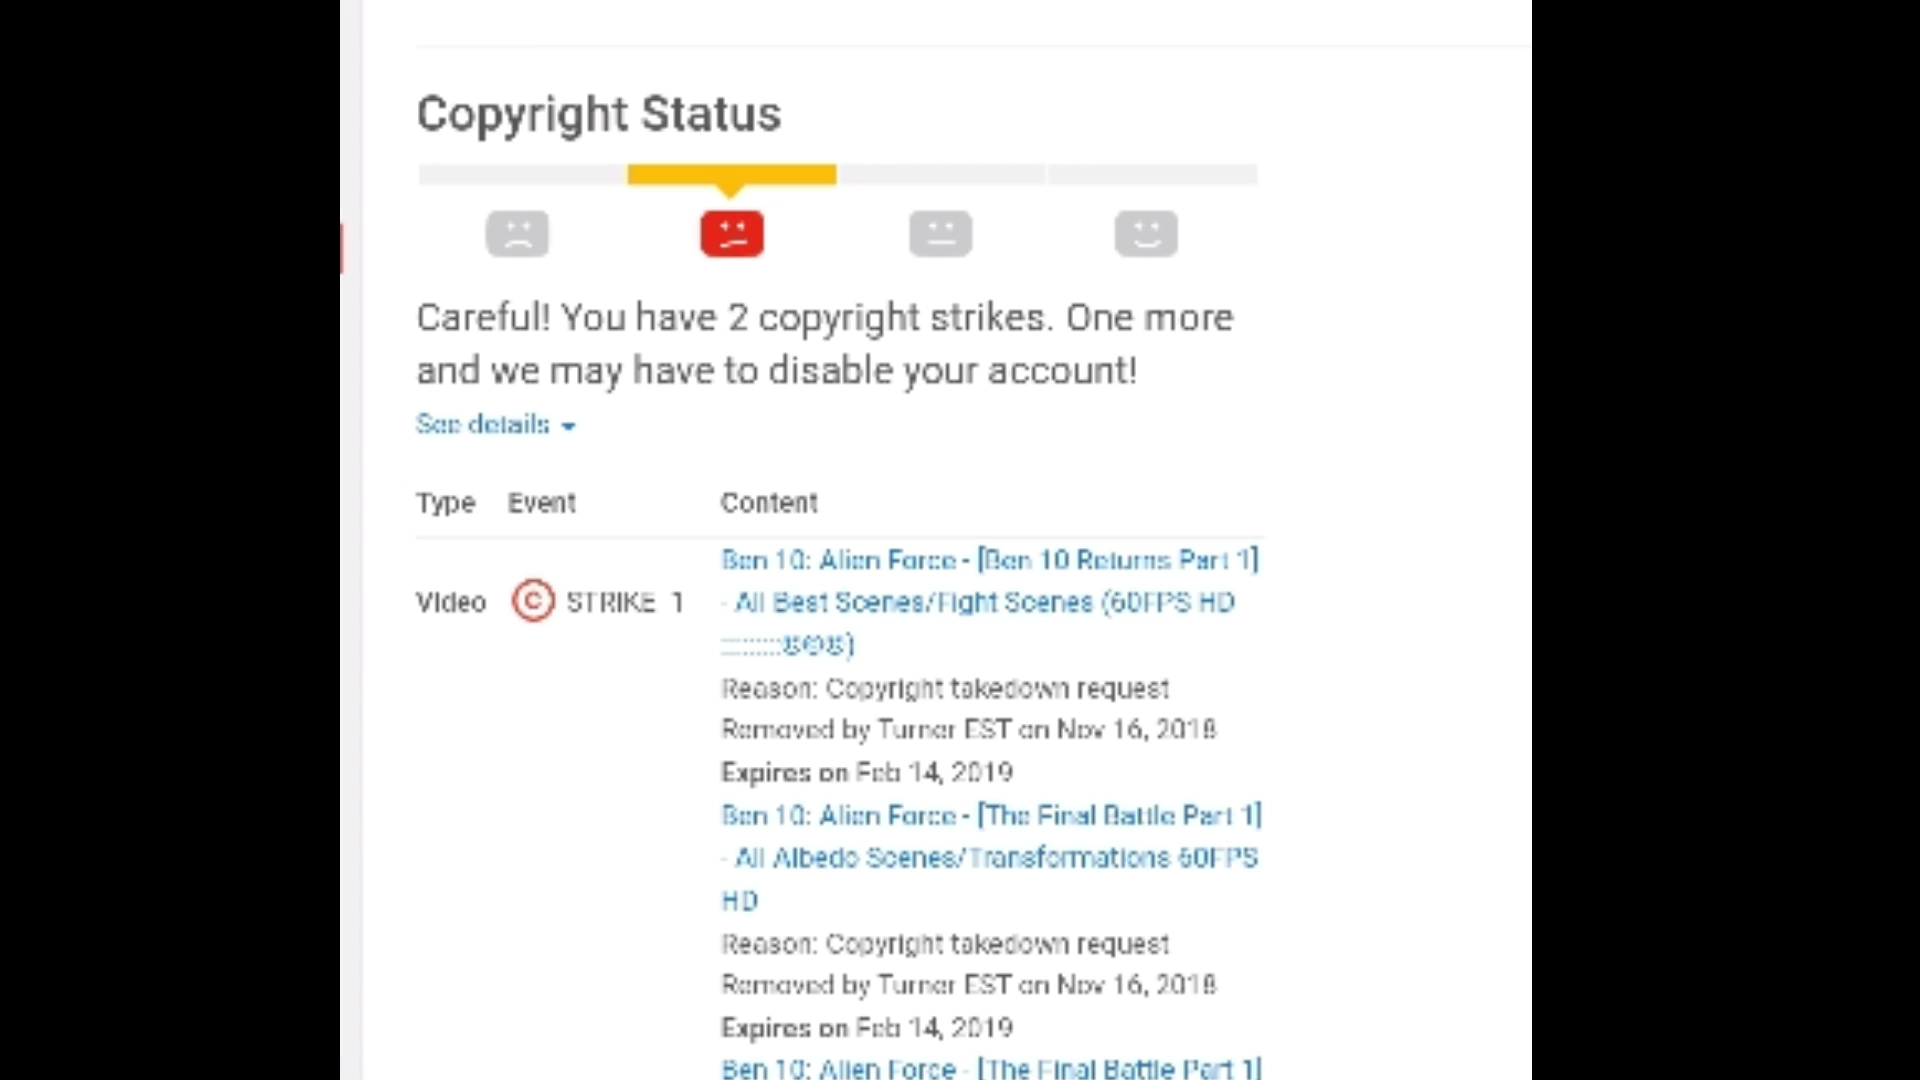 Copyright Status
Careful! You have 2 copyright strikes. One more
and we may have to disable your account!
See details
Type Event Content
Ben 10: Alien Force - [Ben 10 Returns Part 1]
Video © STRIKE 1 - All Best Scenes/Fight Scenes (60FPS HD
Reason: Copyright takedown request
Removed by Turner EST on Nov 16, 2018
Expires on Feb 14, 2019
Ben 10: Alien Force - [The Final Battle Part 1]
- All Albedo Scenes/Transformations 60FPS
HD
Reason: Copyright takedown request
Removed by Turner EST on Nov 16, 2018
Expires on Feb 14, 2019
Ben 10: Alien Force - [The Final Battle Part 1]